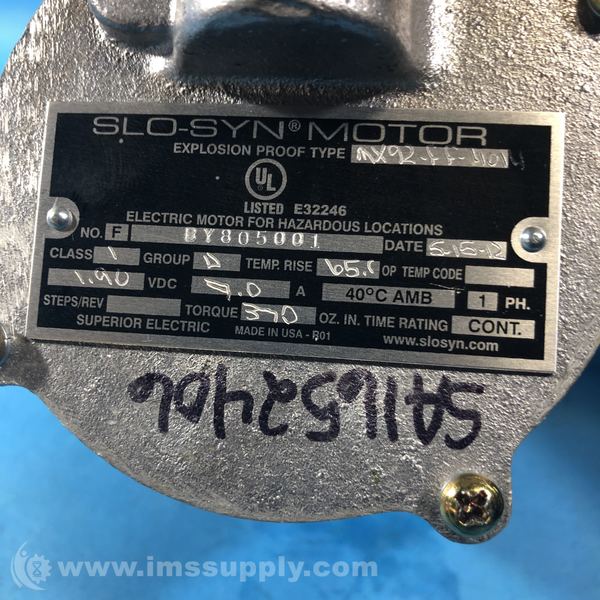 SLO-SYN® MOTOR
EXPLOSION PROOF TYPE
UL
LISTED E32246
ELECTRIC MOTOR FOR HAZARDOUS LOCATIONS
NO. F BY805001 DATE
CLASS 1 GROUP D TEMP. RISE 65.C OP TEMP CODE
1.90 VDC 7.0 A 40°C AMB 1 PH.
STEPS/REV TORQUE 370 OZ. IN. TIME RATING CONT.
SUPERIOR ELECTRIC MADE IN USA - R01 www.slosyn.com
SA1652406
© www.imssupply.com